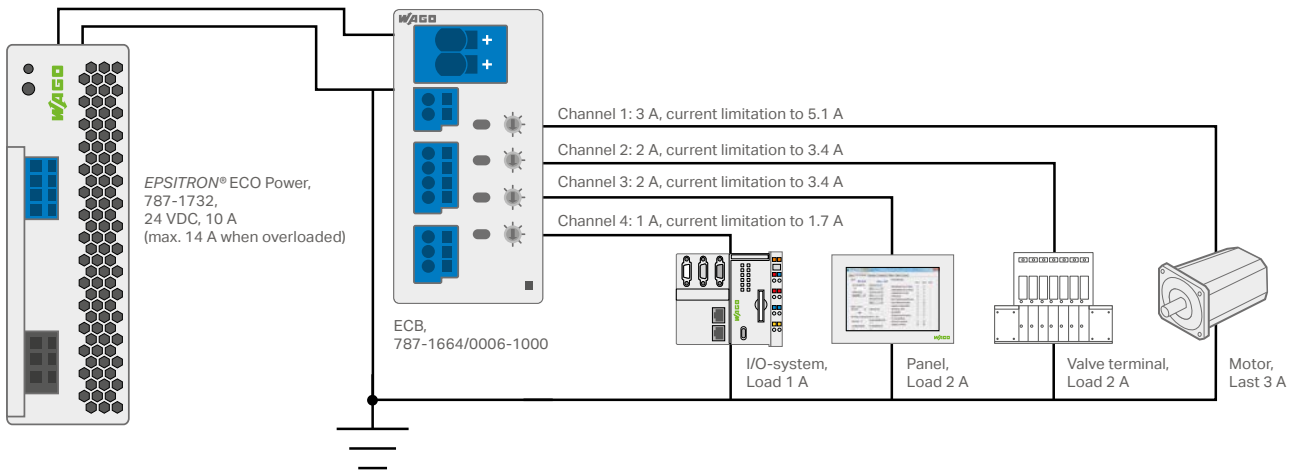 WAGO
WAGO
+
+
Channel 1: 3 A, current limitation to 5.1 A
Channel 2: 2 A, current limitation to 3.4 A
Channel 3: 2 A, current limitation to 3.4 A
Channel 4: 1 A, current limitation to 1.7 A
EPSITRON® ECO Power,
787-1732,
24 VDC, 10 A
(max. 14 A when overloaded)
ECB,
787-1664/0006-1000
WAGO
WAGO
I/O-system,
Load 1 A
Panel,
Load 2 A
Valve terminal,
Load 2 A
Motor,
Last 3 A